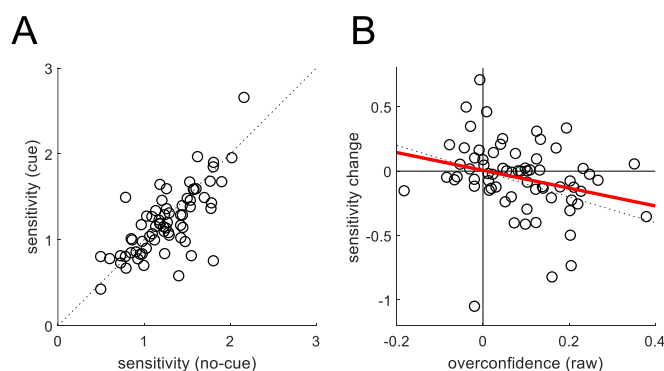 A
B
3
2
1
0
0
1
2
3
sensitivity (cue)
sensitivity (no-cue)
0.5
0
-0.5
-1
-0.2
0
0.2
0.4
sensitivity change
overconfidence (raw)